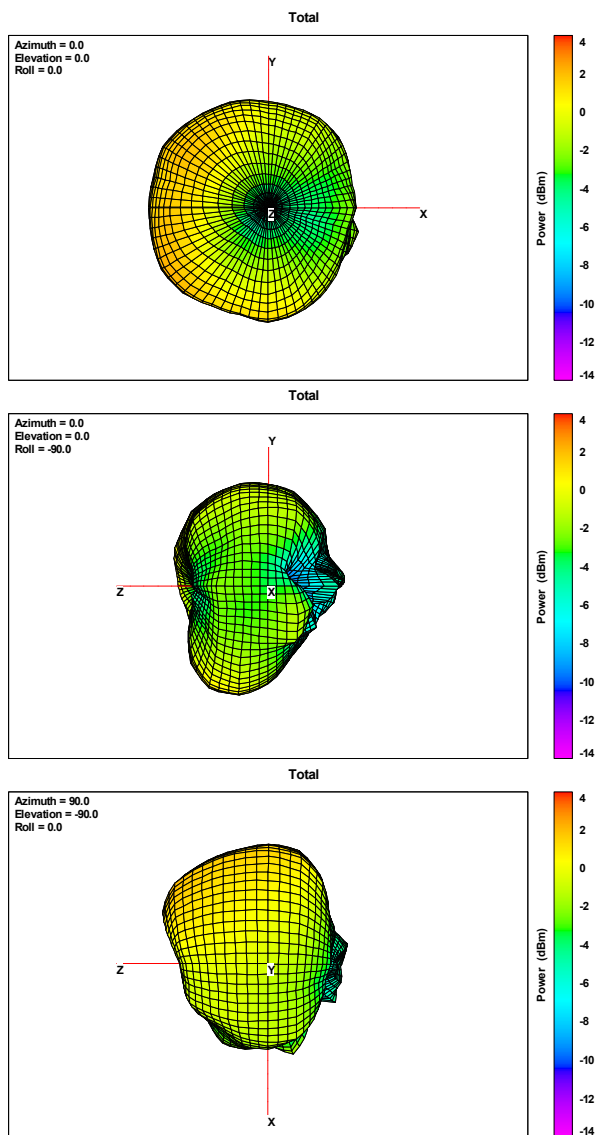 Total
Azimuth = 0.0
Elevation = 0.0
Roll = 0.0
Y
X
Z
4
2
0
-2
-4
-6
-8
-10
-12
-14
Power (dBm)
Total
Azimuth = 0.0
Elevation = 0.0
Roll = -90.0
Y
Z
X
4
2
0
-2
-4
-6
-8
-10
-12
-14
Power (dBm)
Total
Azimuth = 90.0
Elevation = -90.0
Roll = 0.0
Z
Y
X
4
2
0
-2
-4
-6
-8
-10
-12
-14
Power (dBm)